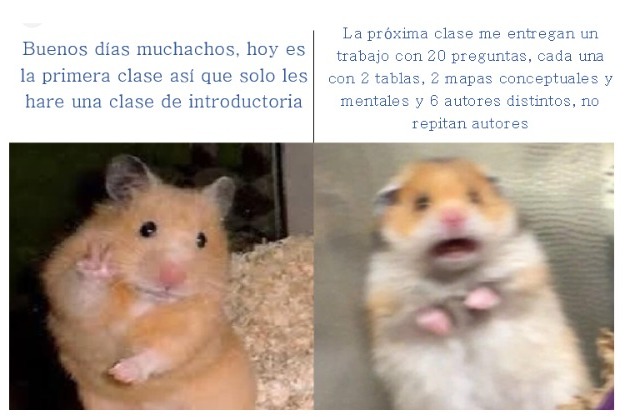 Buenos días muchachos, hoy es
la primera clase así que solo les
hare una clase de introductoria
La próxima clase me entregan un
trabajo con 20 preguntas, cada una
con 2 tablas, 2 mapas conceptuales y
mentales y 6 autores distintos, no
repitan autores